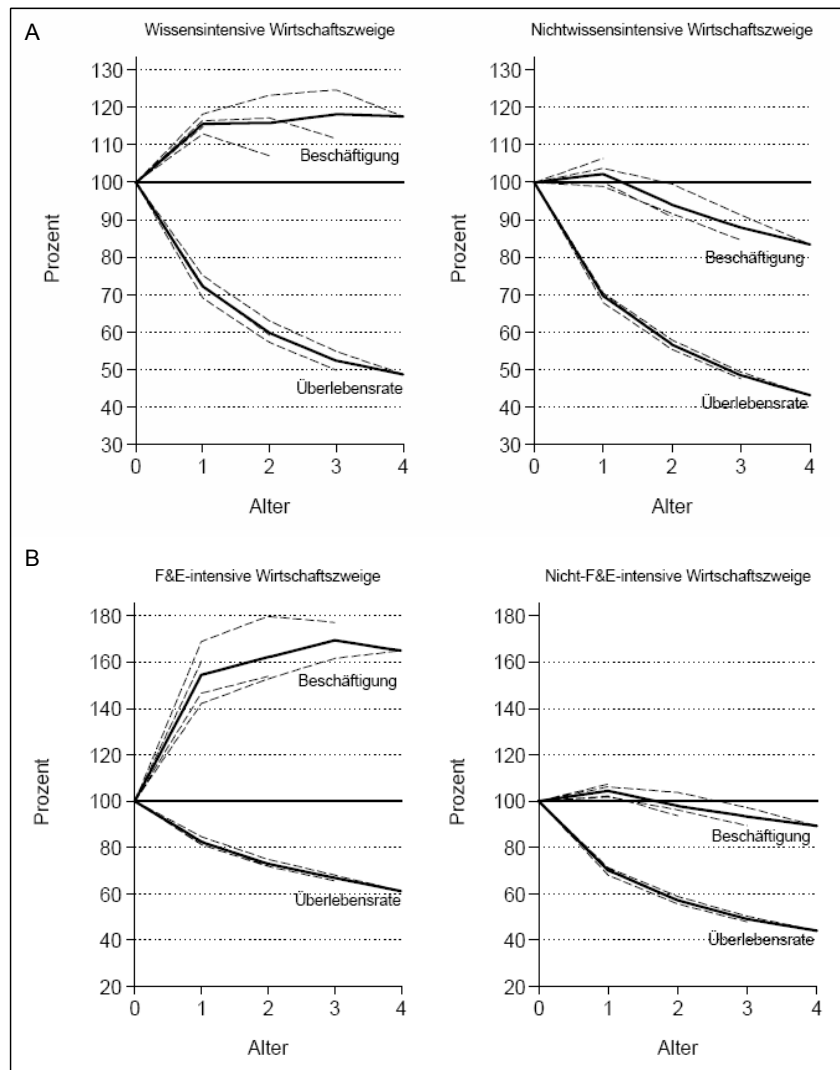 A
Wissensintensive Wirtschaftszweige
130
120
110
100
90
80
70
60
50
40
30
Prozent
Beschäftigung
Überlebensrate
0 1 2 3 4
Alter
Nichtwissensintensive Wirtschaftszweige
130
120
110
100
90
80
70
60
50
40
30
Prozent
Beschäftigung
Überlebensrate
0 1 2 3 4
Alter
B
F&E-intensive Wirtschaftszweige
180
160
140
120
100
80
60
40
20
Prozent
Beschäftigung
Überlebensrate
0 1 2 3 4
Alter
Nicht-F&E-intensive Wirtschaftszweige
180
160
140
120
100
80
60
40
20
Prozent
Beschäftigung
Überlebensrate
0 1 2 3 4
Alter